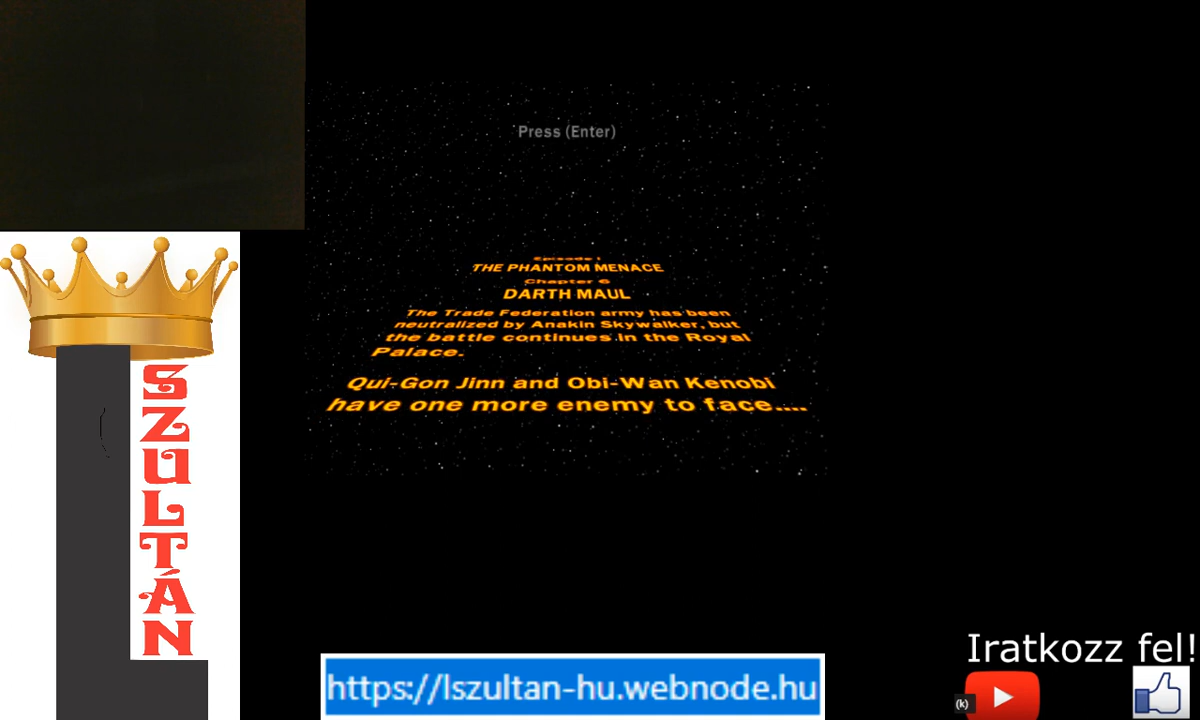 Press (Enter)
Episode I
THE PHANTOM MENACE
Chapter 6
DARTH MAUL
The Trade Federation army has been
neutralized by Anakin Skywalker, but
the battle continues in the Royal
Palace.
Qui-Gon Jinn and Obi-Wan Kenobi
have one more enemy to face....
L
SZULTÁN
https://lszultan-hu.webnode.hu
Iratkozz fel!
(k)